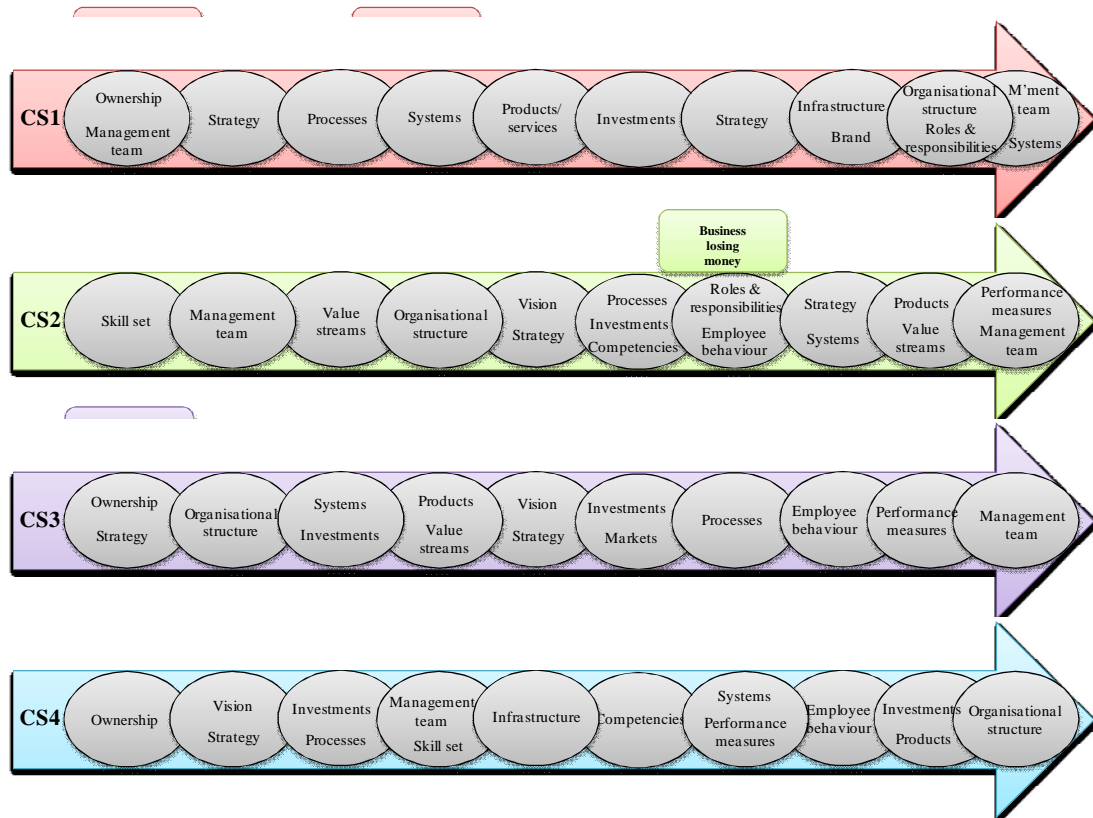 CS1
Ownership
Management
team
Strategy
Processes
Systems
Products/
services
Investments
Strategy
Infrastructure
Brand
Organisational
structure
Roles &
responsibilities
M'ment
team
Systems
Business
losing
money
CS2
Skill set
Management
team
Value
streams
Organisational
structure
Vision
Strategy
Processes
Investments
Competencies
Roles &
responsibilities
Employee
behaviour
Strategy
Systems
Products
Value
streams
Performance
measures
Management
team
CS3
Ownership
Strategy
Organisational
structure
Systems
Investments
Products
Value
streams
Vision
Strategy
Investments
Markets
Processes
Employee
behaviour
Performance
measures
Management
team
CS4
Ownership
Vision
Strategy
Investments
Processes
Management
team
Skill set
Infrastructure
Competencies
Systems
Performance
measures
Employee
behaviour
Investments
Products
Organisational
structure